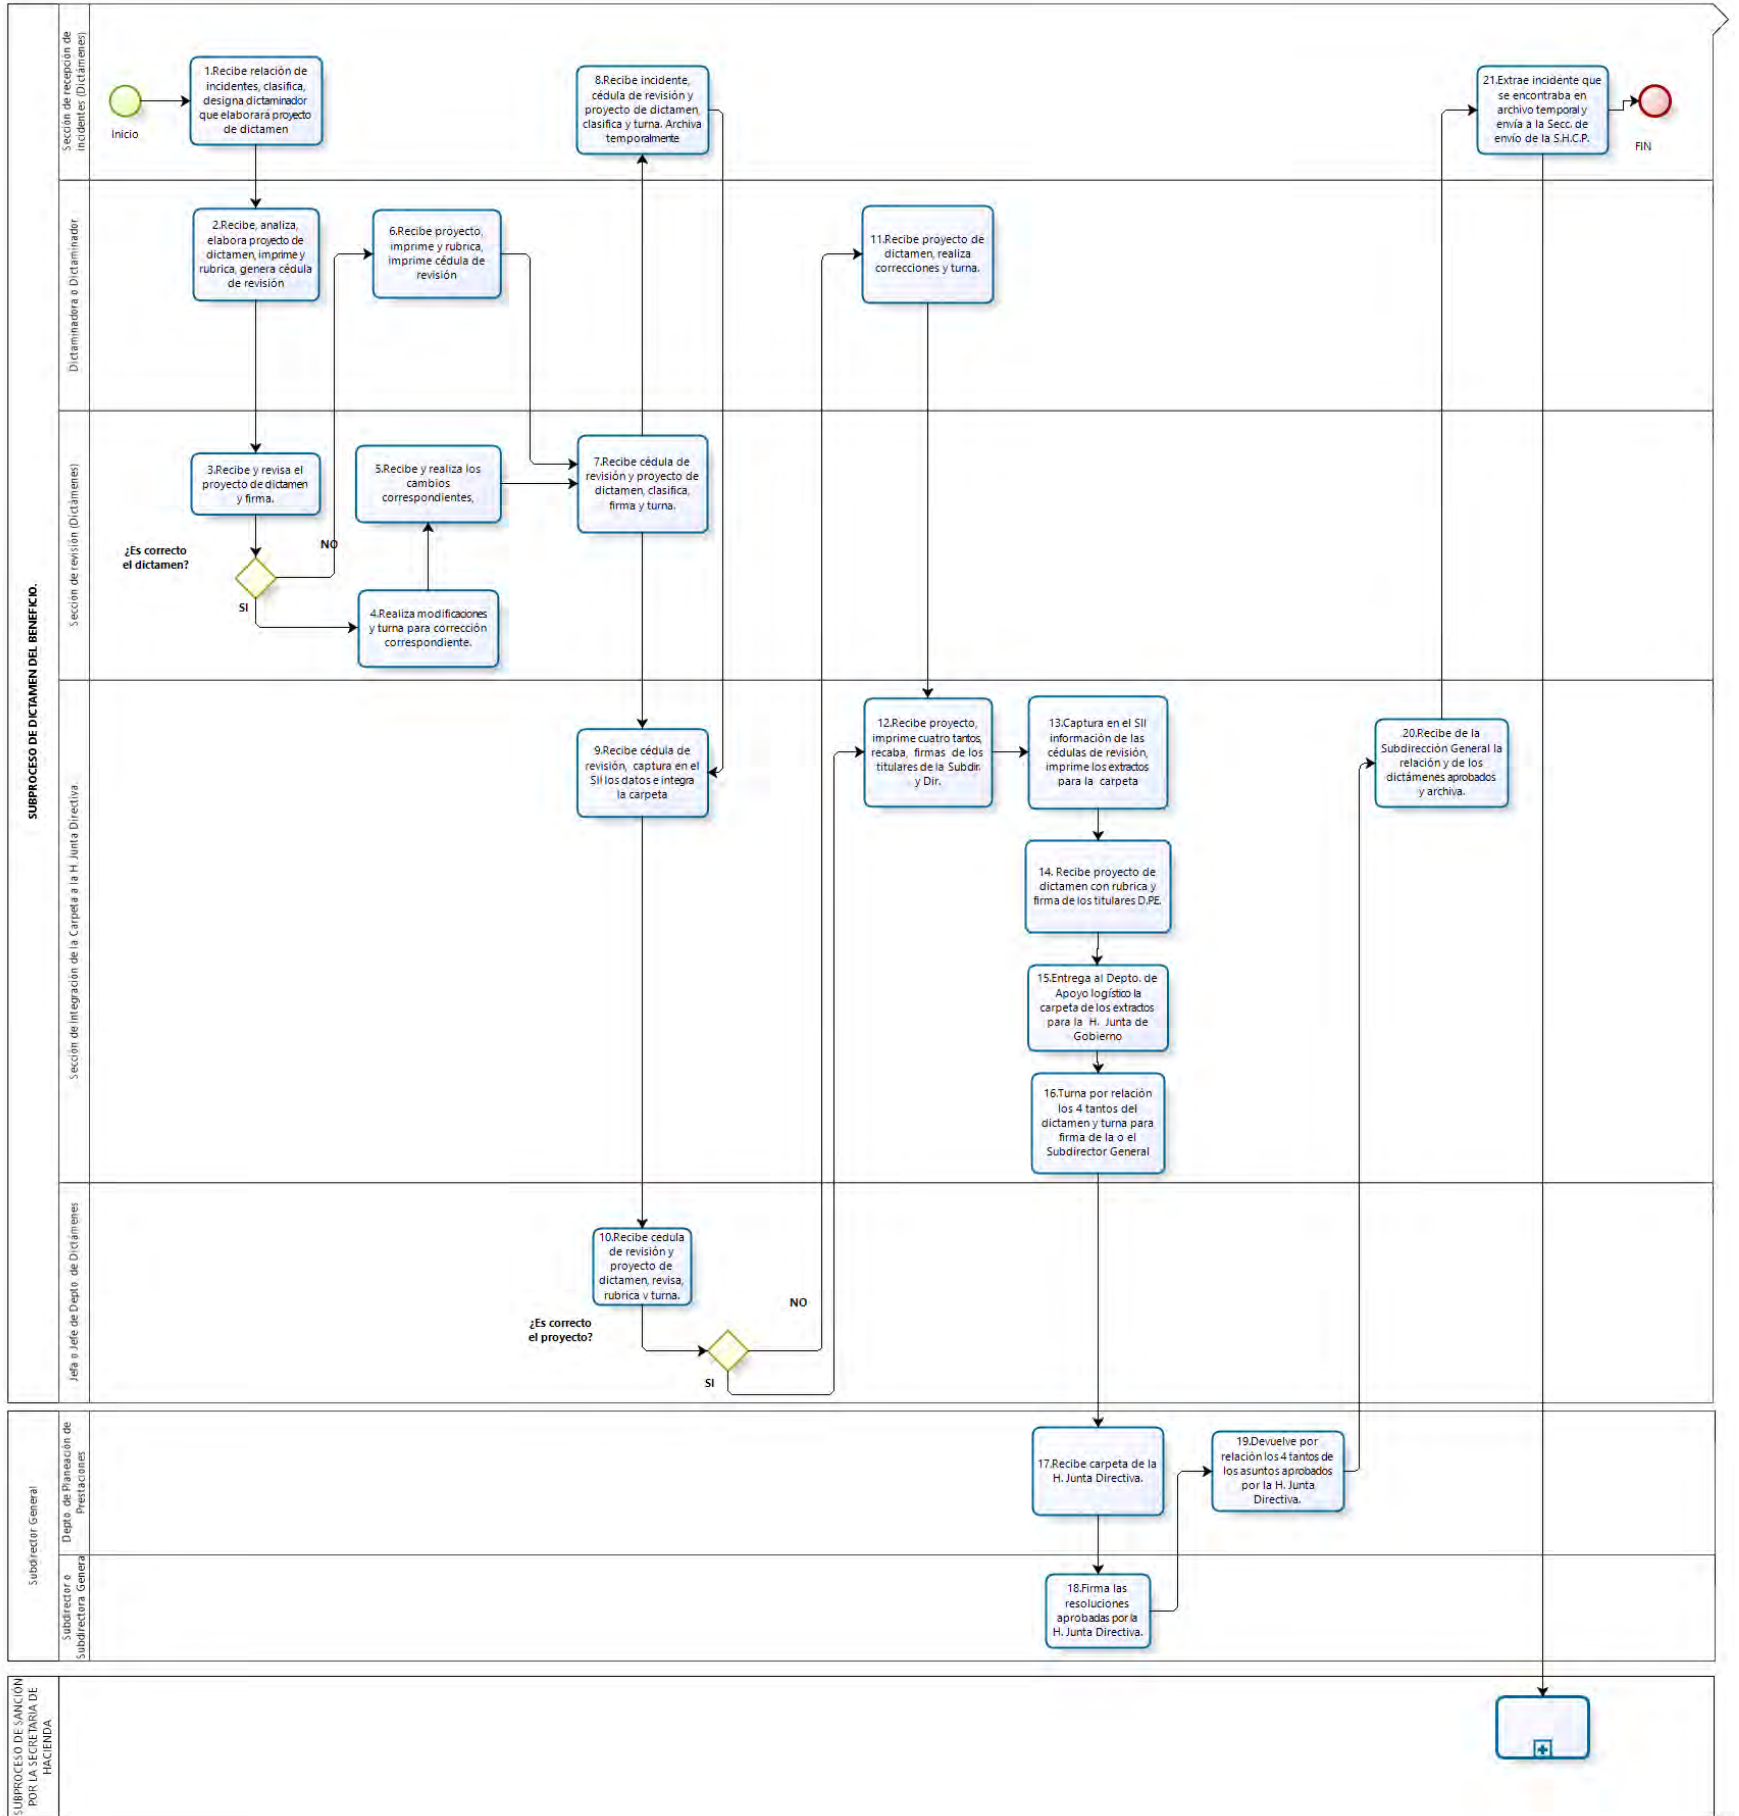 SUBPROCESO DE DICTAMEN DEL BENEFICIO.
Sección de recepción de
incidentes (Dictámenes)
Inicio
1.Recibe relación de
incidentes, clasifica,
designa dictaminador
que elaborará proyecto
de dictamen
8.Recibe incidente,
cédula de revisión y
proyecto de dictamen,
clasifica y turna. Archiva
temporalmente
21.Extrae incidente que
se encontraba en
archivo temporal y
envía a la Secc. de
envío de la S.H.C.P.
FIN
Dictaminadora o Dictaminador
2.Recibe, analiza,
elabora proyecto de
dictamen, imprime y
rubrica, genera cédula
de revisión
6.Recibe proyecto,
imprime y rubrica,
imprime cédula de
revisión
11.Recibe proyecto de
dictamen, realiza
correcciones y turna.
Sección de revisión (Dictámenes)
3.Recibe y revisa el
proyecto de dictamen
y firma.
¿Es correcto
el dictamen?
NO
SI
5.Recibe y realiza los
cambios
correspondientes,
4.Realiza modificaciones
y turna para corrección
correspondiente.
7.Recibe cédula de
revisión y proyecto de
dictamen, clasifica,
firma y turna.
Sección de Integración de la Carpeta a la H. Junta Directiva.
9.Recibe cédula de
revisión, captura en el
SII los datos e integra
la carpeta
12.Recibe proyecto,
imprime cuatro tantos,
recaba, firmas de los
titulares de la Subdir.
y Dir.
13.Captura en el SII
información de las
cédulas de revisión,
imprime los extractos
para la carpeta
14. Recibe proyecto de
dictamen con rubrica y
firma de los titulares D.PE.
15.Entrega al Depto. de
Apoyo logístico la
carpeta de los extractos
para la H. Junta de
Gobierno
16.Turna por relación
los 4 tantos del
dictamen y turna para
firma de la o el
Subdirector General
20.Recibe de la
Subdirección General la
relación y de los
dictámenes aprobados
y archiva.
Jefa o Jefe de Depto. de Dictámenes
10.Recibe cedula
de revisión y
proyecto de
dictamen, revisa,
rubrica y turna.
¿Es correcto
el proyecto?
NO
SI
Subdirector General
Depto. de Planeación de
Prestaciones
17.Recibe carpeta de la
H. Junta Directiva.
19.Devuelve por
relación los 4 tantos de
los asuntos aprobados
por la H. Junta
Directiva.
Subdirector o
Subdirectora Genera
18.Firma las
resoluciones
aprobadas por la
H. Junta Directiva.
SUBPROCESO DE SANCIÓN
POR LA SECRETARIA DE
HACIENDA